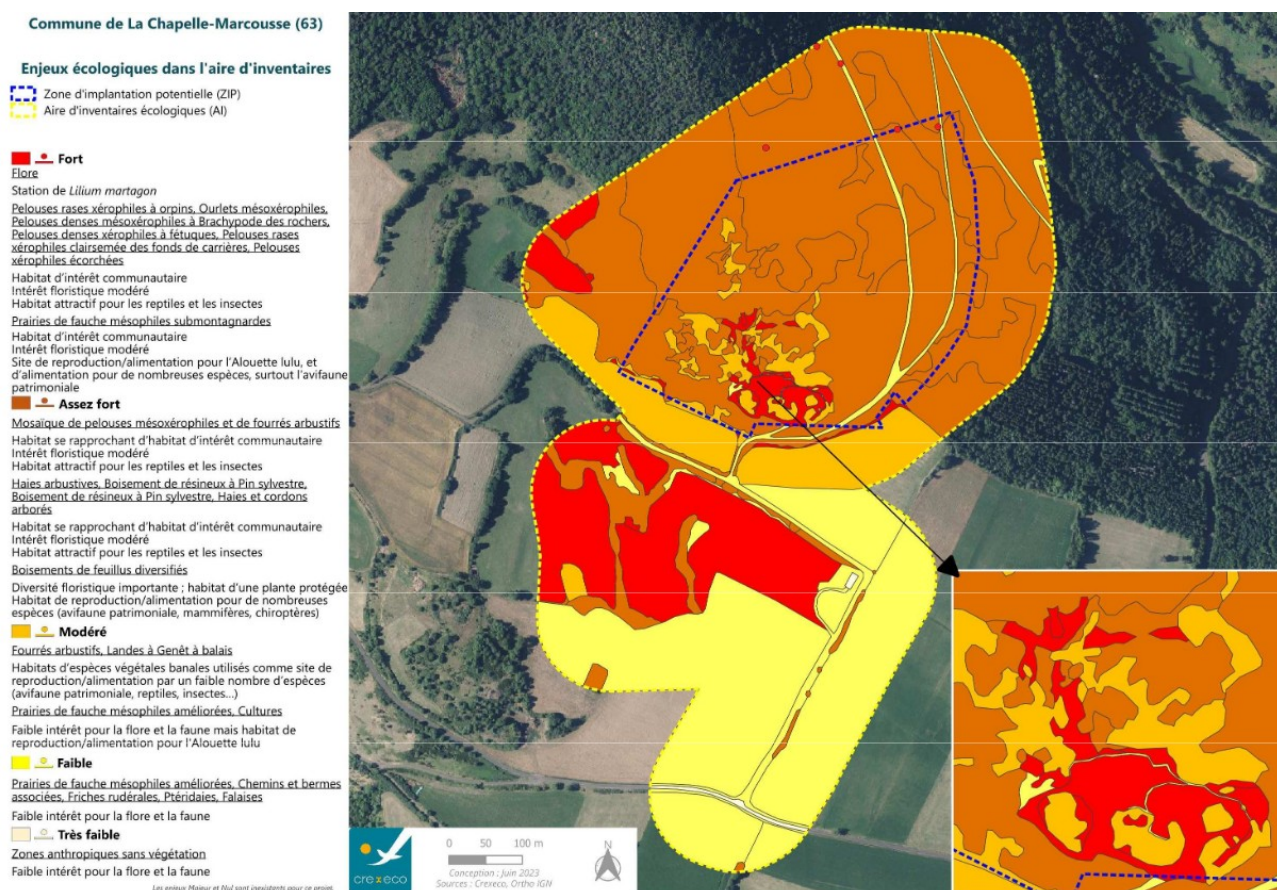 Commune de La Chapelle-Marcousse (63)
Enjeux écologiques dans l'aire d'inventaires
Zone d'implantation potentielle (ZIP)
Aire d'inventaires écologiques (AI)
Fort
Flore
Station de Lilium martagon
Pelouses rases xérophiles à orpins, Ourlets mésoxérophiles,
Pelouses denses mésoxérophiles à Brachypode des rochers,
Pelouses denses xérophiles à fétuques, Pelouses rases
xérophiles clairsemée des fonds de carrières, Pelouses
xérophiles écorchées
Habitat d'intérêt communautaire
Intérêt floristique modéré
Habitat attractif pour les reptiles et les insectes
Prairies de fauche mésophiles submontagnardes
Habitat d'intérêt communautaire
Intérêt floristique modéré
Site de reproduction/alimentation pour l'Alouette lulu, et
d'alimentation pour de nombreuses espèces, surtout l'avifaune
patrimoniale
Assez fort
Mosaïque de pelouses mésoxérophiles et de fourrés arbustifs
Habitat se rapprochant d'habitat d'intérêt communautaire
Intérêt floristique modéré
Habitat attractif pour les reptiles et les insectes
Haies arbustives, Boisement de résineux à Pin sylvestre,
Boisement de résineux à Pin sylvestre, Haies et cordons
arborés
Habitat se rapprochant d'habitat d'intérêt communautaire
Intérêt floristique modéré
Habitat attractif pour les reptiles et les insectes
Boisements de feuillus diversifiés
Diversité floristique importante ; habitat d'une plante protégée
Habitat de reproduction/alimentation pour de nombreuses
espèces (avifaune patrimoniale, mammifères, chiroptères)
Modéré
Fourrés arbustifs, Landes à Genêt à balais
Habitats d'espèces végétales banales utilisés comme site de
reproduction/alimentation par un faible nombre d'espèces
(avifaune patrimoniale, reptiles, insectes...)
Prairies de fauche mésophiles améliorées, Cultures
Faible intérêt pour la flore et la faune mais habitat de
reproduction/alimentation pour l'Alouette lulu
Faible
Prairies de fauche mésophiles améliorées, Chemins et bermes
associées, Friches rudérales, Ptéridaies, Falaises
Faible intérêt pour la flore et la faune
Très faible
Zones anthropiques sans végétation
Faible intérêt pour la flore et la faune
Les enjeux Majeur et Nul sont inexistants pour ce projet
crexeco
0 50 100 m
Conception : Juin 2023
Sources : Crexeco, Ortho IGN
N